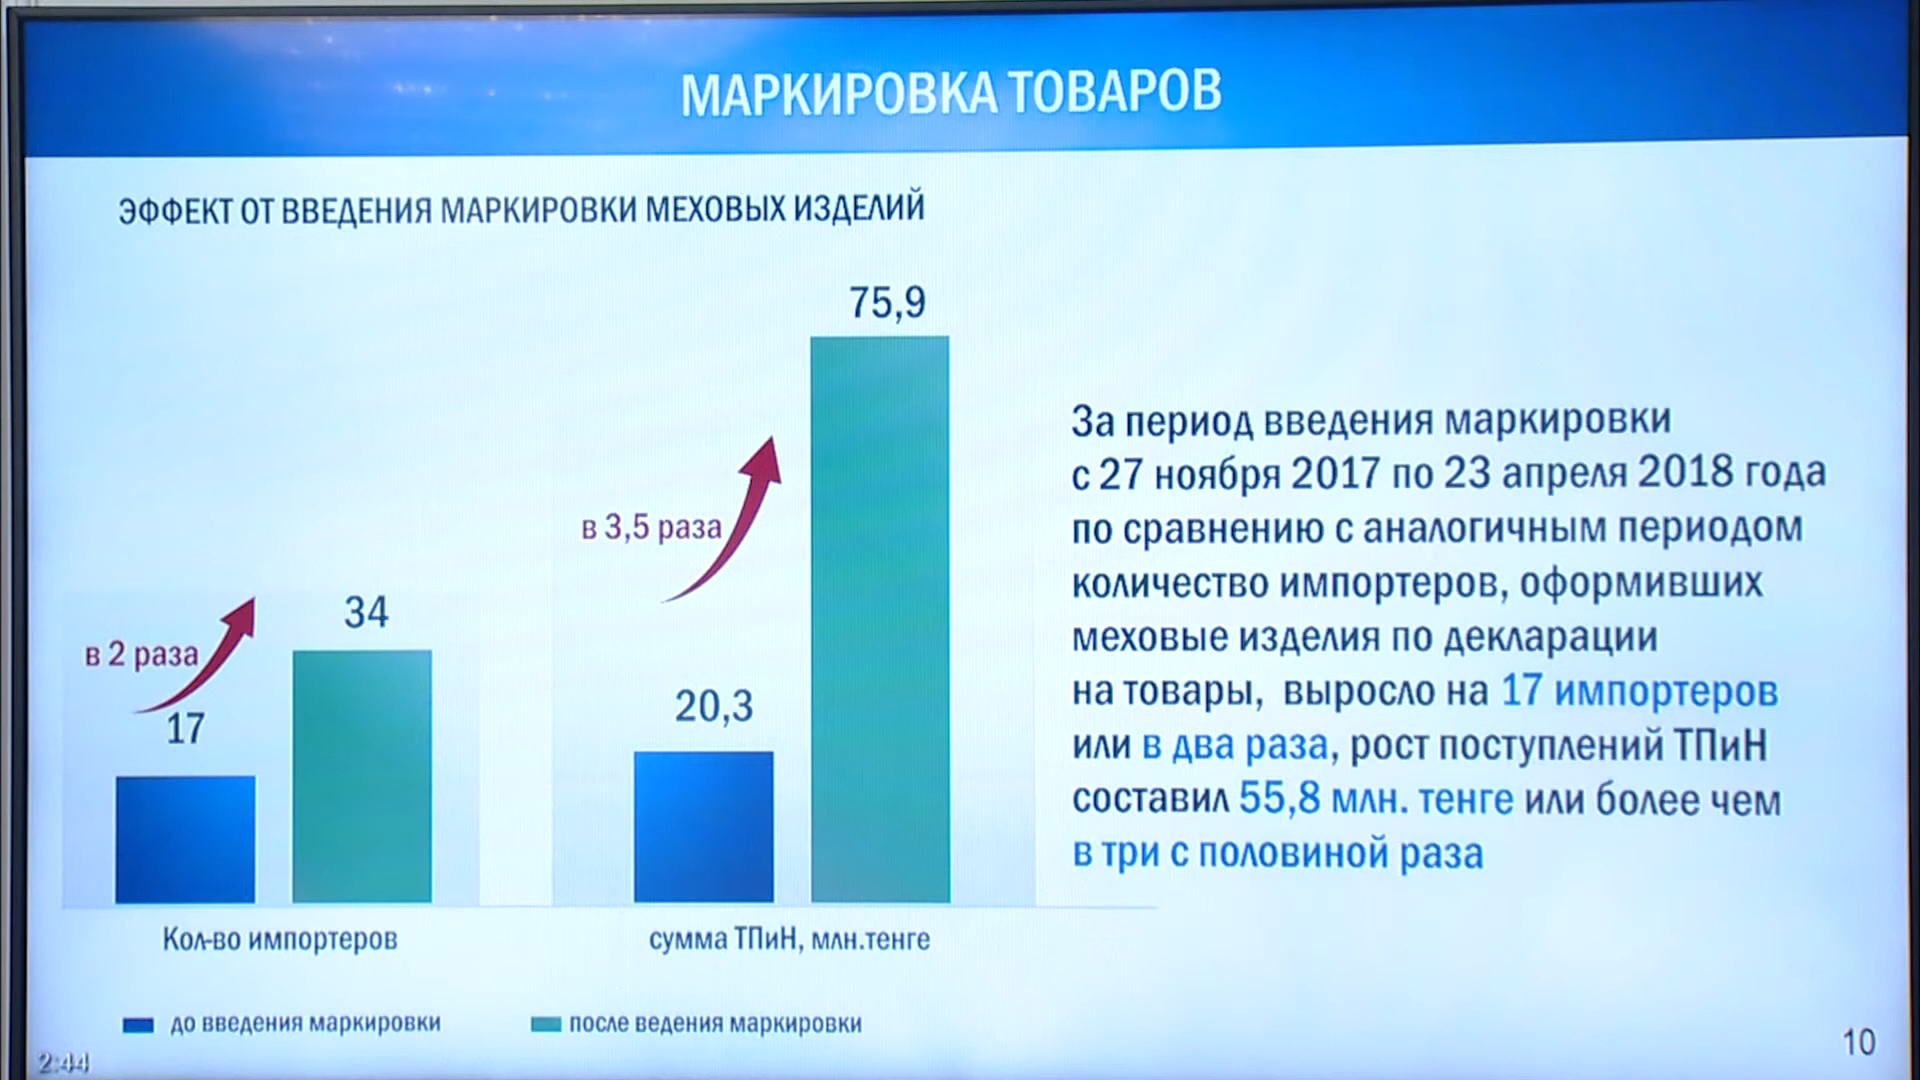 МАРКИРОВКА ТОВАРОВ
ЭФФЕКТ ОТ ВВЕДЕНИЯ МАРКИРОВКИ МЕХОВЫХ ИЗДЕЛИЙ
75,9
в 3,5 раза
34
в 2 раза
20,3
17
Кол-во импортеров
сумма ТПиН, млн.тенге
до введения маркировки
после ведения маркировки
За период введения маркировки
с 27 ноября 2017 по 23 апреля 2018 года
по сравнению с аналогичным периодом
количество импортеров, оформивших
меховые изделия по декларации
на товары, выросло на 17 импортеров
или в два раза, рост поступлений ТПиН
составил 55,8 млн. тенге или более чем
в три с половиной раза
2:44
10